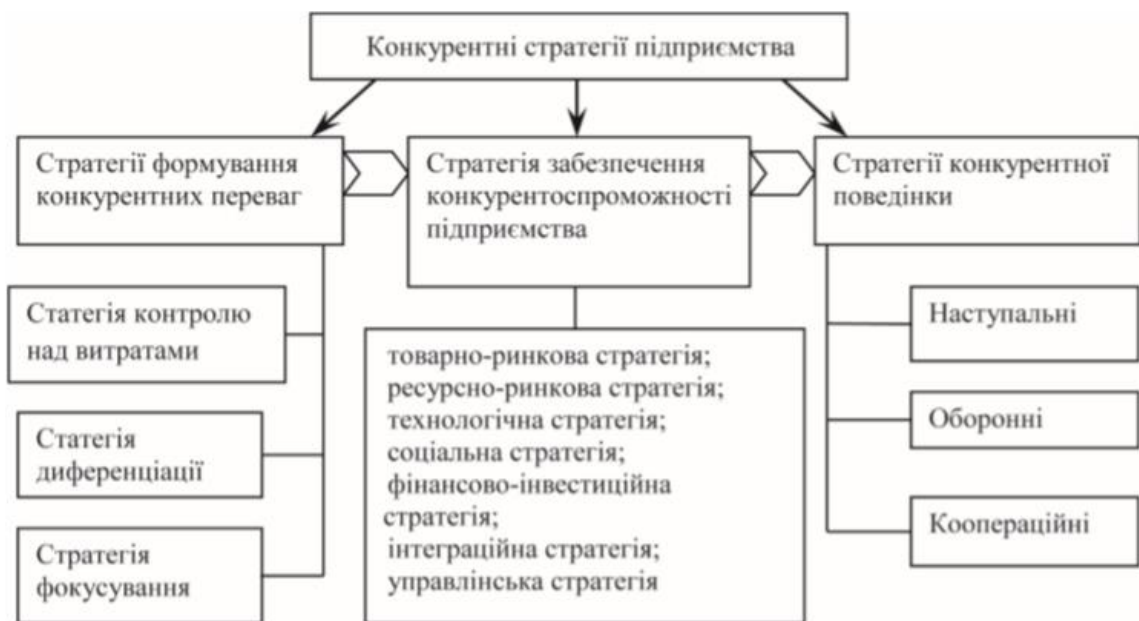 Конкурентні стратегії підприємства
Стратегії формування
конкурентних переваг
Стратегія забезпечення
конкурентоспроможності
підприємства
Стратегії конкурентної
поведінки
Статегія контролю
над витратами
Статегія
диференціації
Стратегія
фокусування
товарно-ринкова стратегія;
ресурсно-ринкова стратегія;
технологічна стратегія;
соціальна стратегія;
фінансово-інвестиційна
стратегія;
інтеграційна стратегія;
управлінська стратегія
Наступальні
Оборонні
Коопераційні